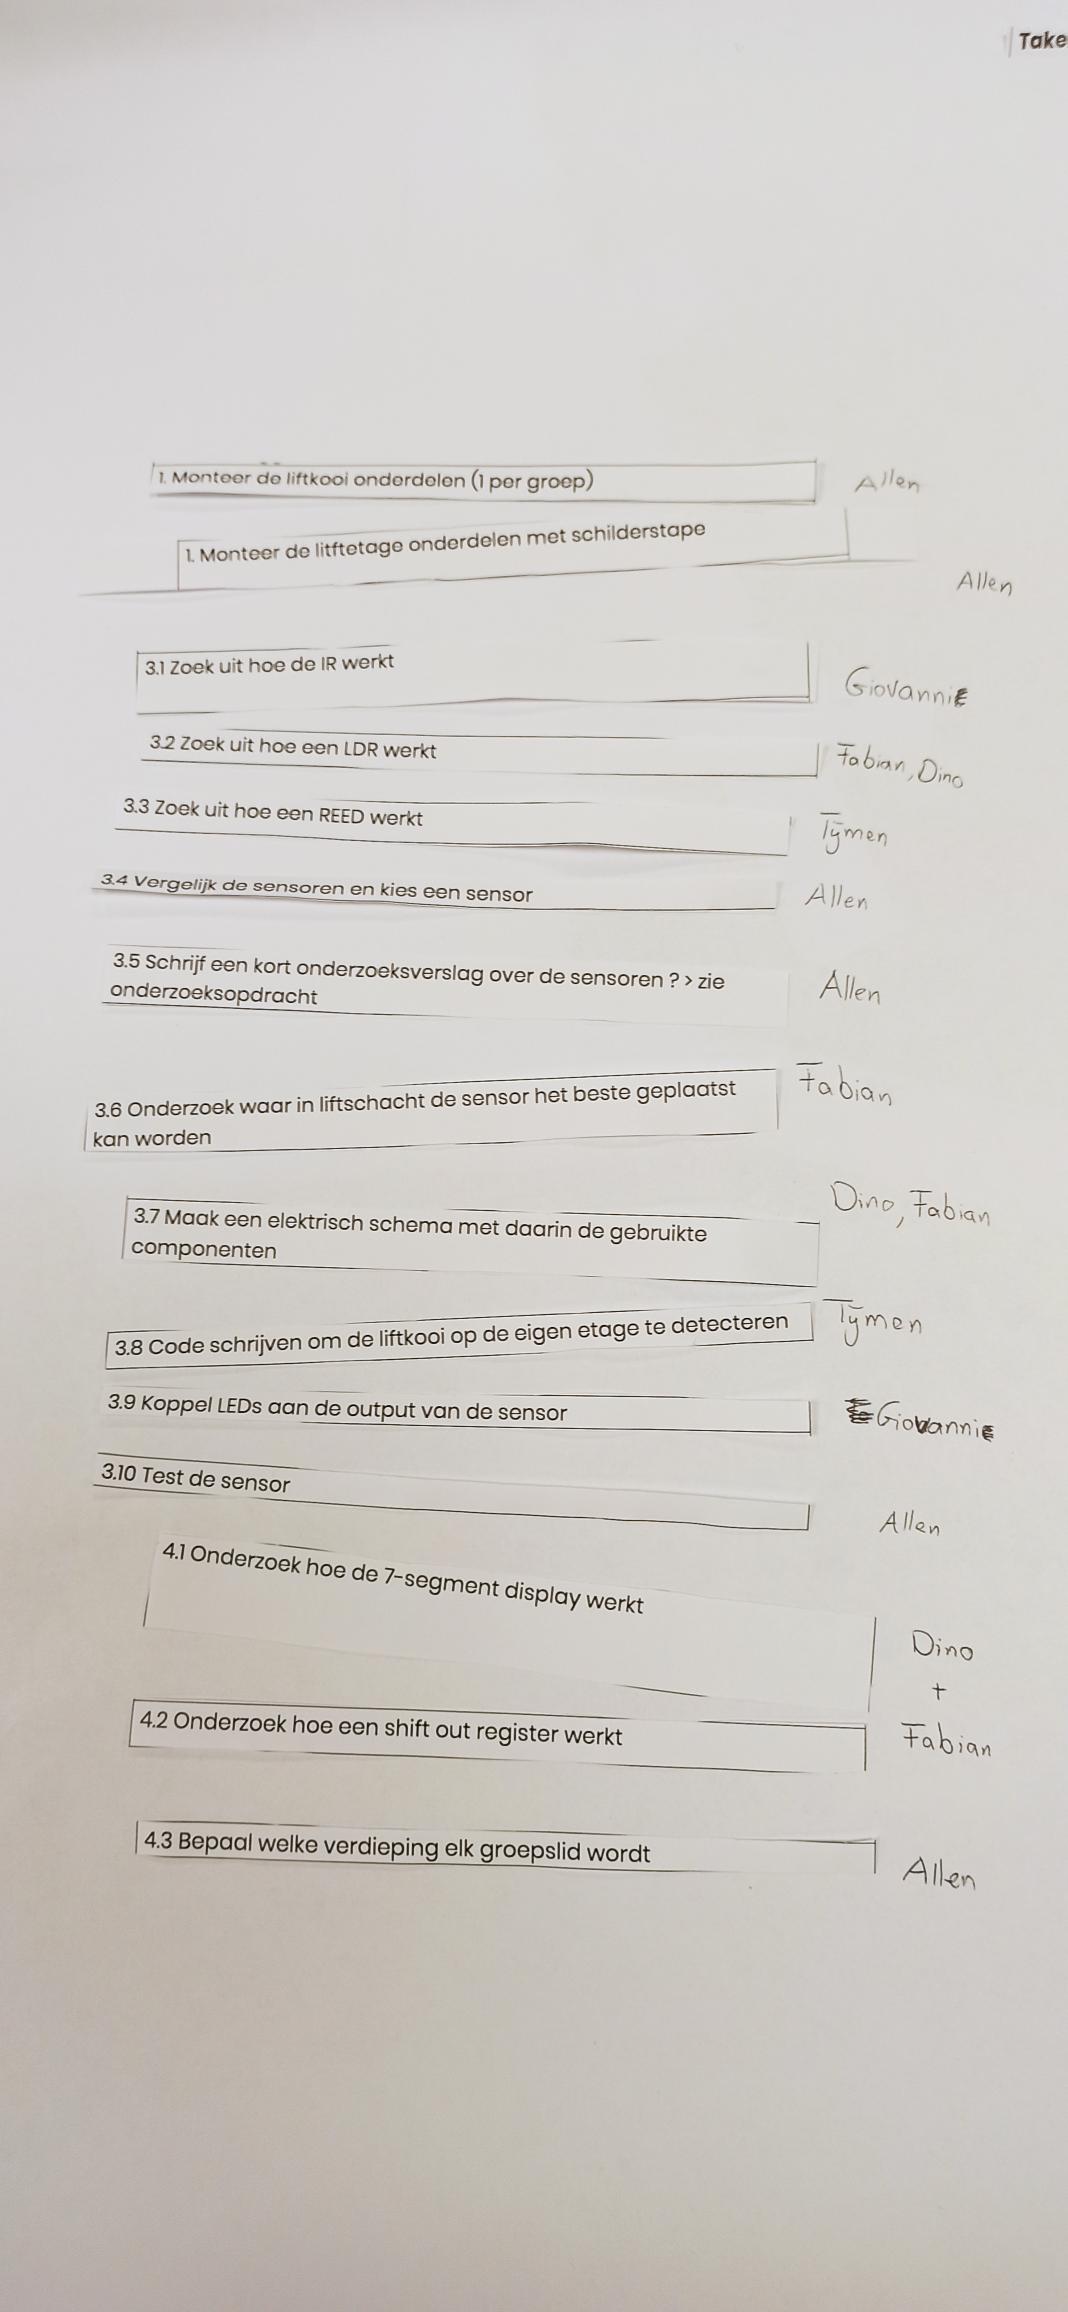 Take
1. Monteer de liftkooi onderdelen (1 per groep) Allen
1. Monteer de litftetage onderdelen met schilderstape
Allen
3.1 Zoek uit hoe de IR werkt Giovanni
3.2 Zoek uit hoe een LDR werkt Fabian, Dino
3.3 Zoek uit hoe een REED werkt Tijmen
3.4 Vergelijk de sensoren en kies een sensor Allen
3.5 Schrijf een kort onderzoeksverslag over de sensoren ? > zie
onderzoeksopdracht Allen
3.6 Onderzoek waar in liftschacht de sensor het beste geplaatst Fabian
kan worden
3.7 Maak een elektrisch schema met daarin de gebruikte Dino, Fabian
componenten
3.8 Code schrijven om de liftkooi op de eigen etage te detecteren Tijmen
3.9 Koppel LEDs aan de output van de sensor Giovanni
3.10 Test de sensor Allen
4.1 Onderzoek hoe de 7-segment display werkt
Dino
+
4.2 Onderzoek hoe een shift out register werkt Fabian
4.3 Bepaal welke verdieping elk groepslid wordt Allen